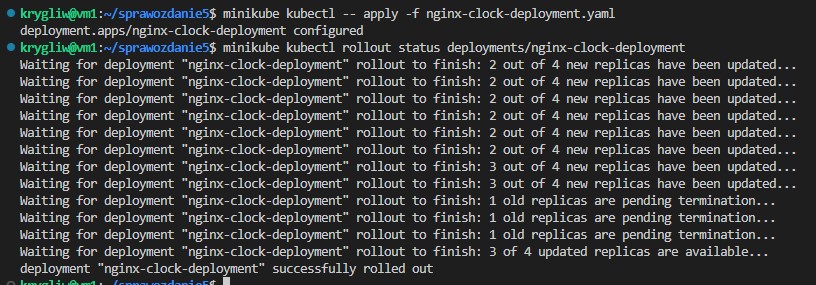 krygliw@vm1:~/sprawozdanie5$ minikube kubectl -- apply -f nginx-clock-deployment.yaml
deployment.apps/nginx-clock-deployment configured
krygliw@vm1:~/sprawozdanie5$ minikube kubectl rollout status deployments/nginx-clock-deployment
Waiting for deployment "nginx-clock-deployment" rollout to finish: 2 out of 4 new replicas have been updated...
Waiting for deployment "nginx-clock-deployment" rollout to finish: 2 out of 4 new replicas have been updated...
Waiting for deployment "nginx-clock-deployment" rollout to finish: 2 out of 4 new replicas have been updated...
Waiting for deployment "nginx-clock-deployment" rollout to finish: 2 out of 4 new replicas have been updated...
Waiting for deployment "nginx-clock-deployment" rollout to finish: 2 out of 4 new replicas have been updated...
Waiting for deployment "nginx-clock-deployment" rollout to finish: 2 out of 4 new replicas have been updated...
Waiting for deployment "nginx-clock-deployment" rollout to finish: 3 out of 4 new replicas have been updated...
Waiting for deployment "nginx-clock-deployment" rollout to finish: 3 out of 4 new replicas have been updated...
Waiting for deployment "nginx-clock-deployment" rollout to finish: 1 old replicas are pending termination...
Waiting for deployment "nginx-clock-deployment" rollout to finish: 1 old replicas are pending termination...
Waiting for deployment "nginx-clock-deployment" rollout to finish: 1 old replicas are pending termination...
Waiting for deployment "nginx-clock-deployment" rollout to finish: 3 of 4 updated replicas are available...
deployment "nginx-clock-deployment" successfully rolled out
krygliw@vm1:~/sprawozdanie5$